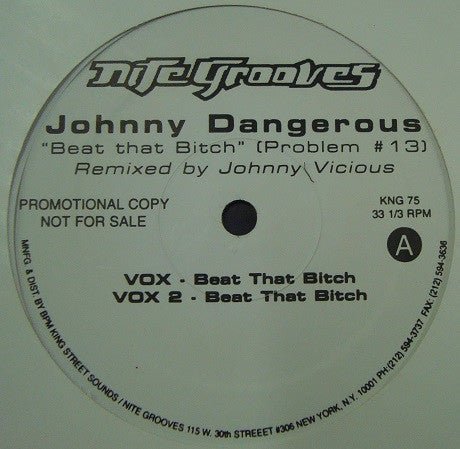 nite grooves
Johnny Dangerous
"Beat that Bitch" (Problem #13)
Remixed by Johnny Vicious
PROMOTIONAL COPY
NOT FOR SALE
KNG 75
33 1/3 RPM
A
VOX - Beat That Bitch
VOX 2 - Beat That Bitch
MNFG. & DIST. BY BPM KING STREET SOUNDS / NITE GROOVES 115 W. 30th STREEET #306 NEW YORK, N.Y. 10001 PH: (212) 594-3737 FAX: (212) 594-3636